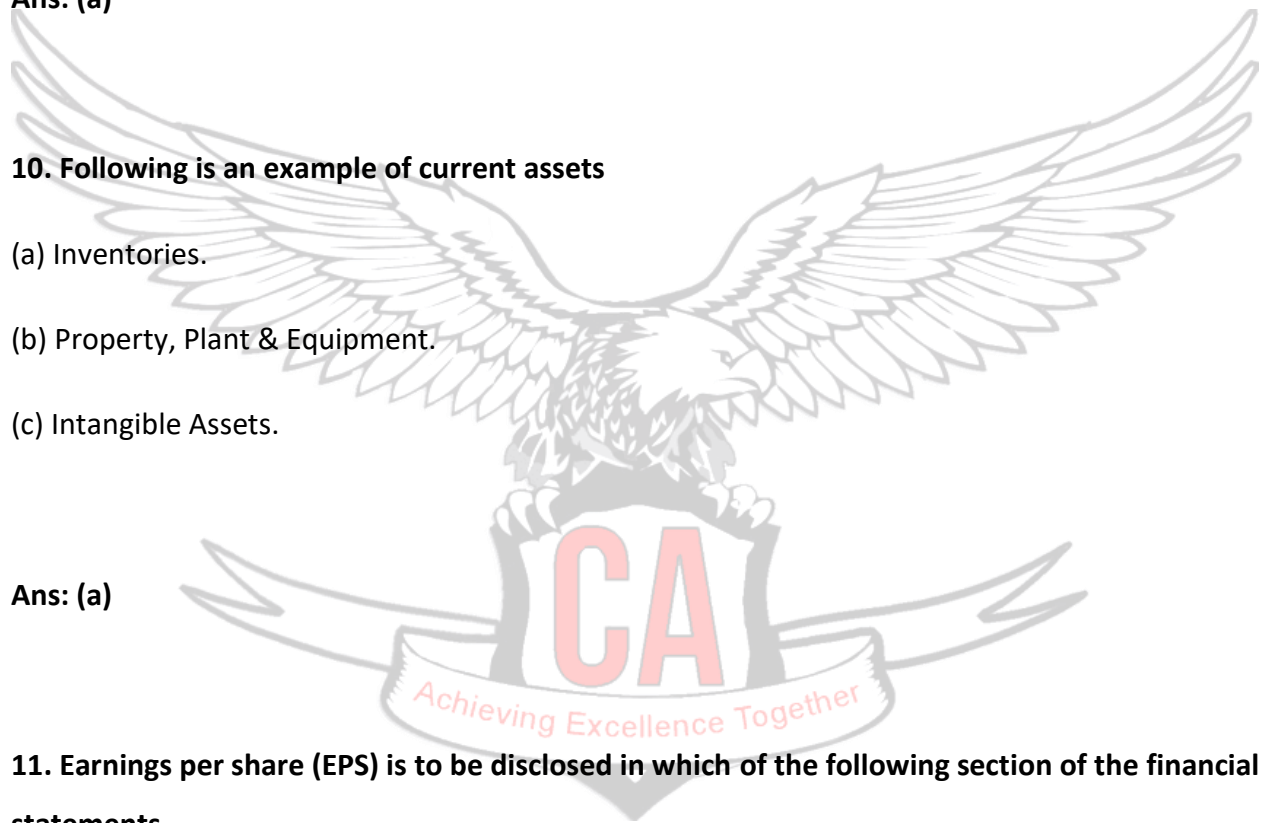 Ans: (a)
10. Following is an example of current assets
(a) Inventories.
(b) Property, Plant & Equipment.
(c) Intangible Assets.
Ans: (a)
CA
Achieving Excellence Together
11. Earnings per share (EPS) is to be disclosed in which of the following section of the financial
statements